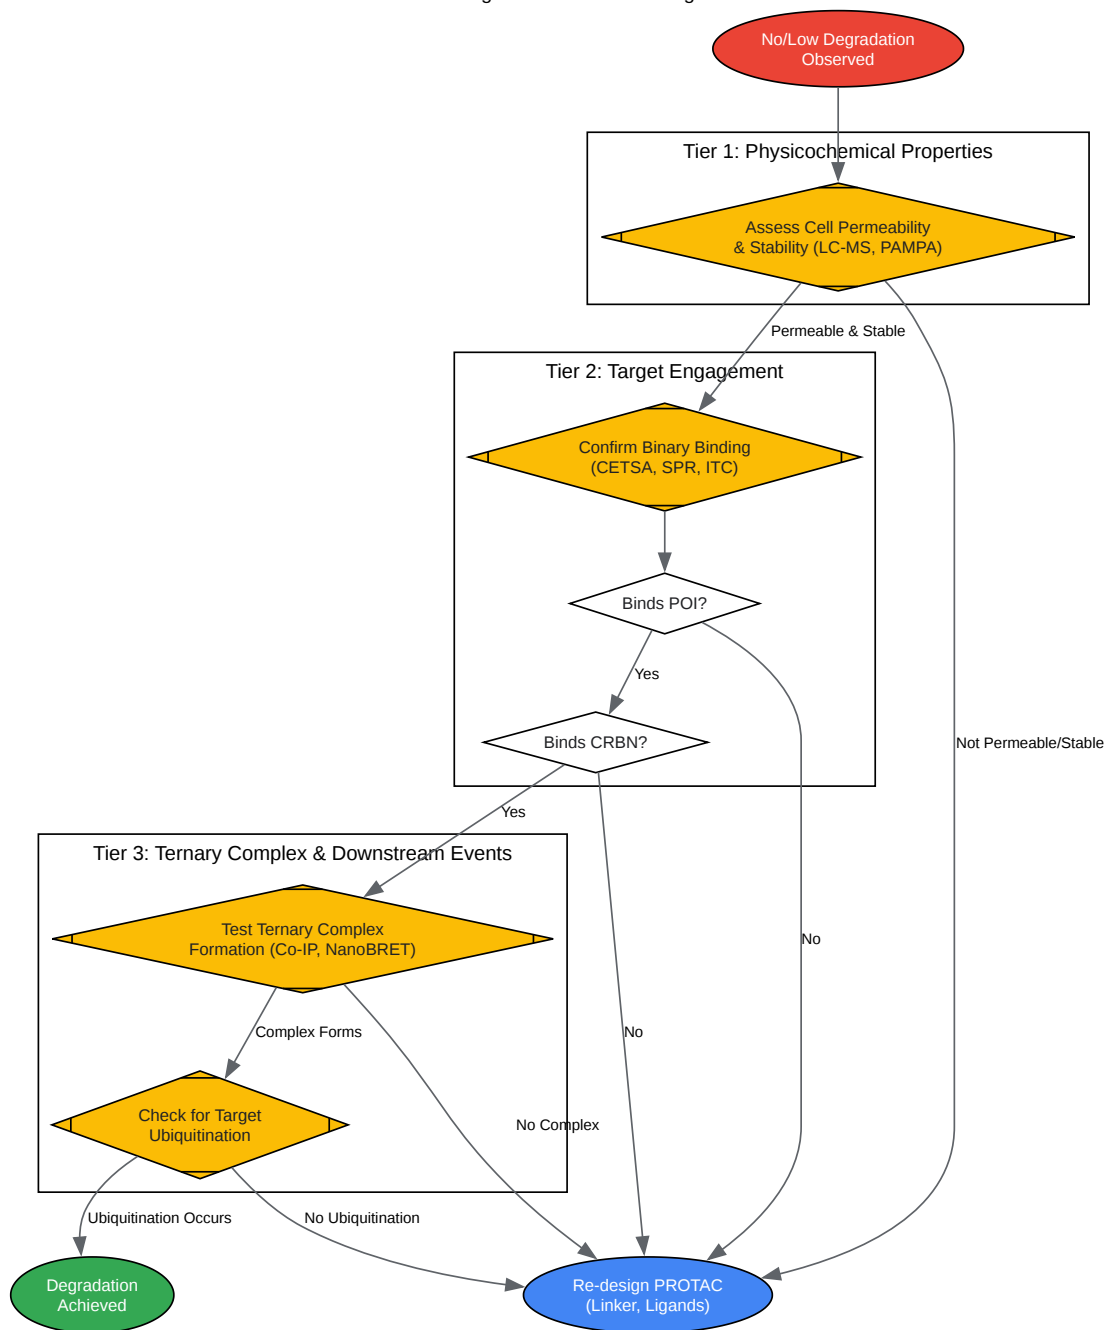 No/Low Degradation
Observed
Tier 1: Physicochemical Properties
Assess Cell Permeability
& Stability (LC-MS, PAMPA)
Permeable & Stable
Tier 2: Target Engagement
Confirm Binary Binding
(CETSA, SPR, ITC)
Binds POI?
Yes
Binds CRBN?
Not Permeable/Stable
Yes
Tier 3: Ternary Complex & Downstream Events
Test Ternary Complex
Formation (Co-IP, NanoBRET)
No
Complex Forms
No
Check for Target
Ubiquitination
No Complex
Ubiquitination Occurs
No Ubiquitination
Degradation
Achieved
Re-design PROTAC
(Linker, Ligands)